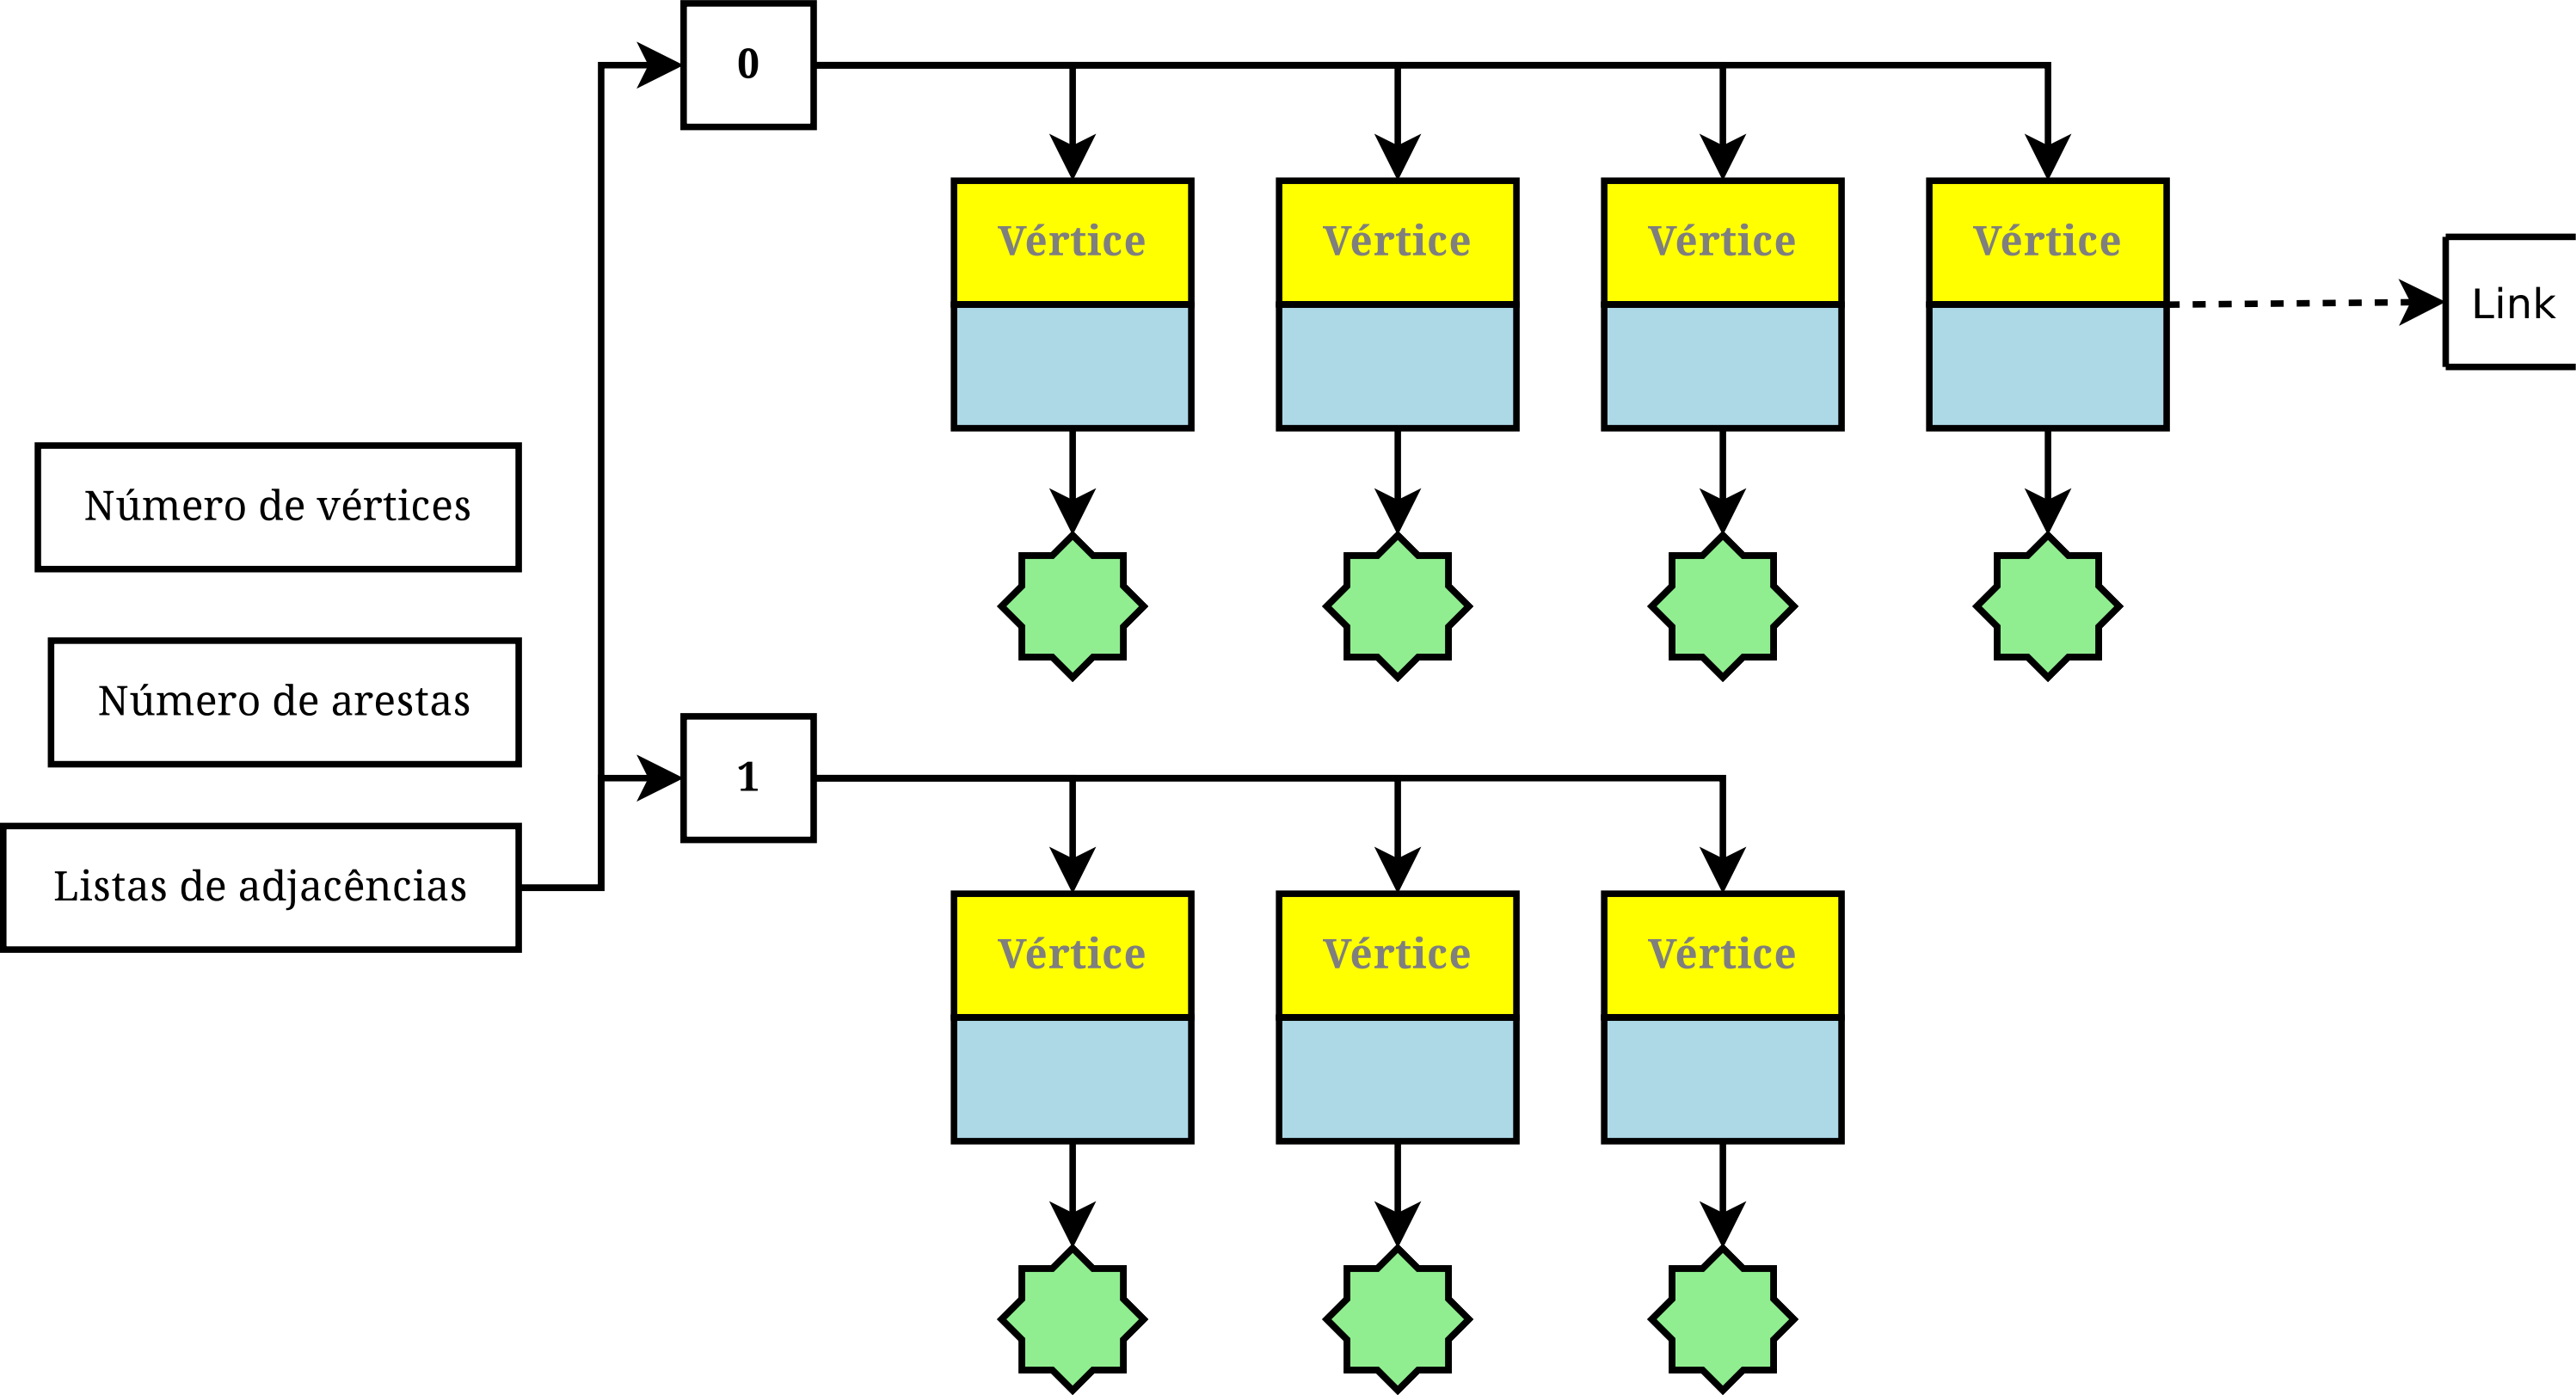 0
Vértice
Vértice
Vértice
Vértice
Link
Número de vértices
Número de arestas
1
Listas de adjacências
Vértice
Vértice
Vértice